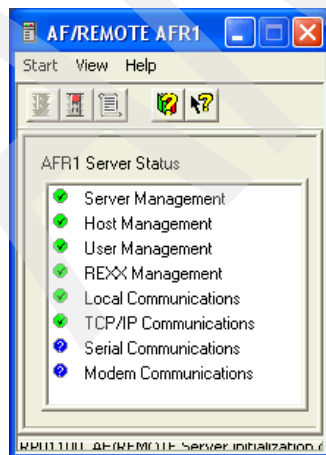 AF/REMOTE AFR1
Start View Help
AFR1 Server Status
Server Management
Host Management
User Management
REXX Management
Local Communications
TCP/IP Communications
Serial Communications
Modem Communications
AF/REMOTE Server initialization